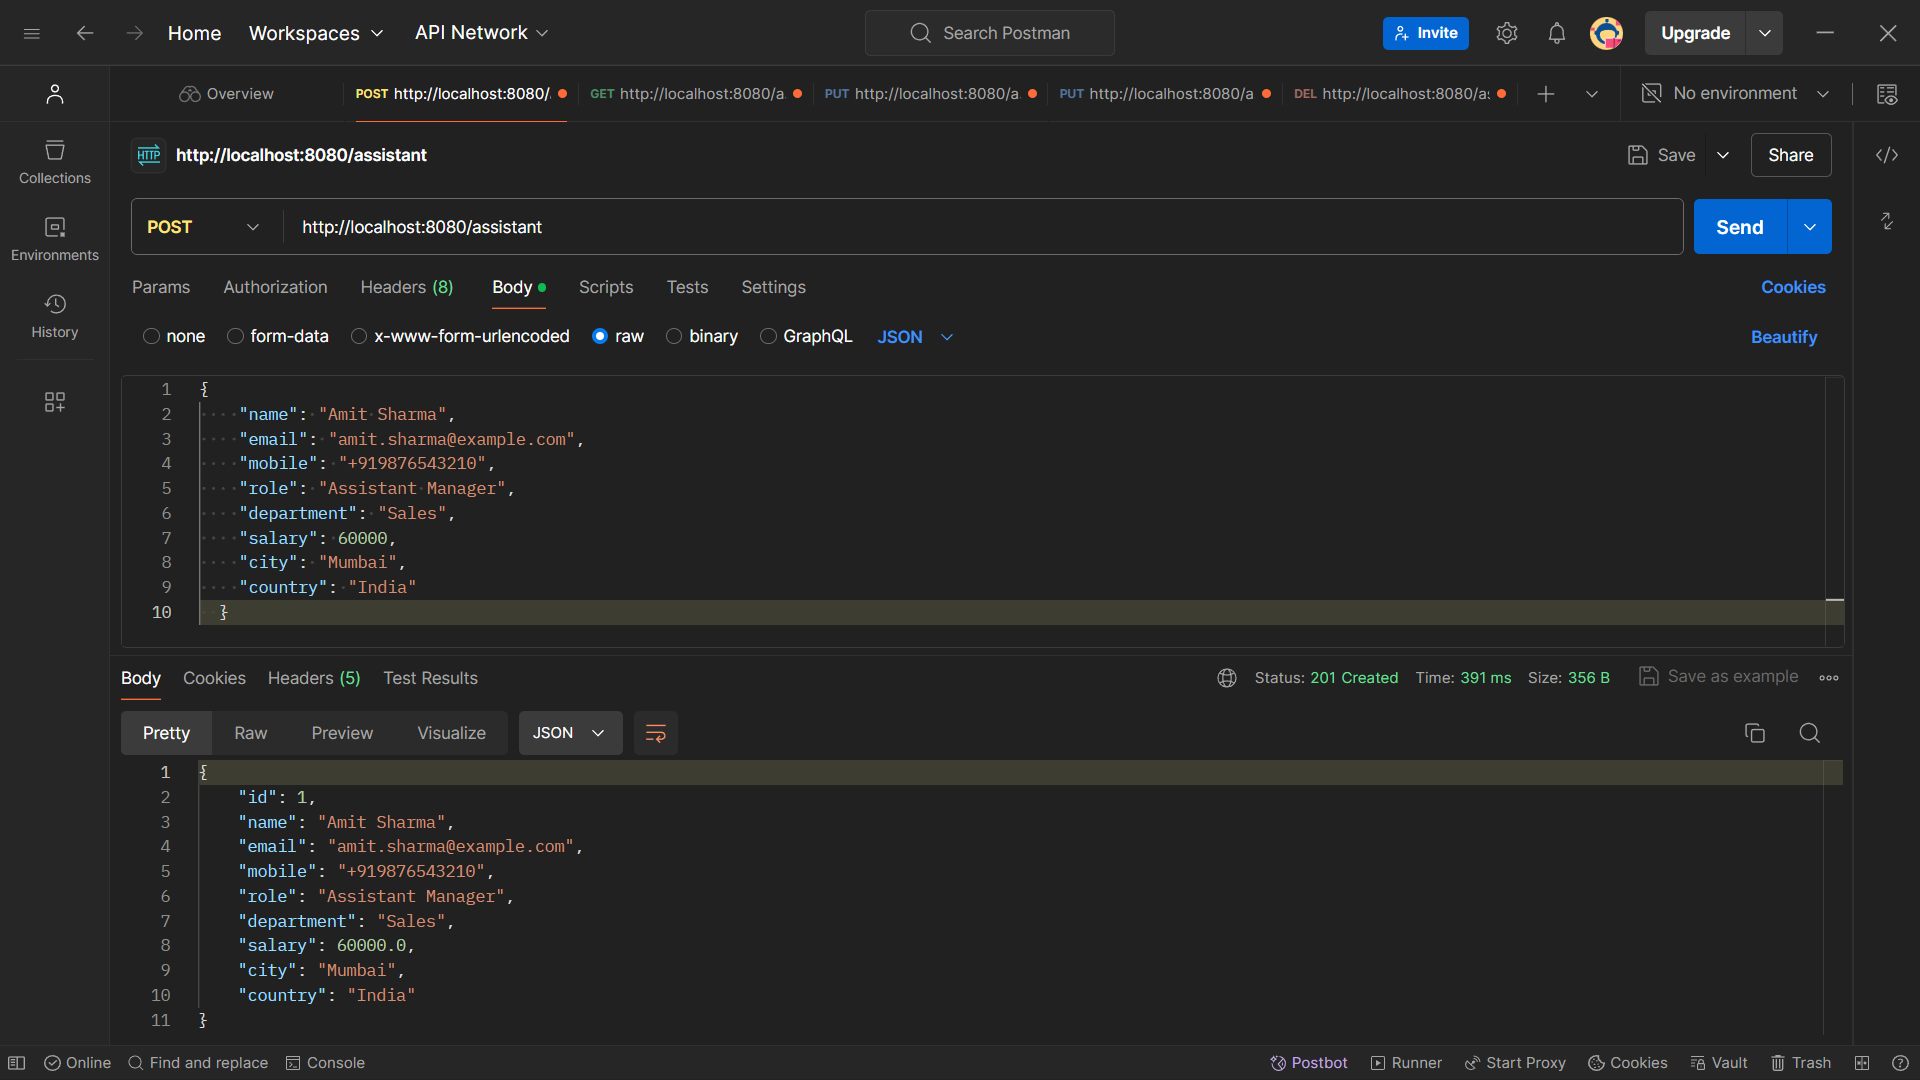 Home Workspaces API Network Search Postman Invite Upgrade
Overview POST http://localhost:8080/ GET http://localhost:8080/a PUT http://localhost:8080/a PUT http://localhost:8080/a DEL http://localhost:8080/a No environment
HTTP http://localhost:8080/assistant Save Share
Collections
Environments
History
POST http://localhost:8080/assistant Send
Params Authorization Headers (8) Body Scripts Tests Settings Cookies
none form-data x-www-form-urlencoded raw binary GraphQL JSON Beautify
1 {
2 "name": "Amit Sharma",
3 "email": "amit.sharma@example.com",
4 "mobile": "+919876543210",
5 "role": "Assistant Manager",
6 "department": "Sales",
7 "salary": 60000,
8 "city": "Mumbai",
9 "country": "India"
10 }
Body Cookies Headers (5) Test Results Status: 201 Created Time: 391 ms Size: 356 B Save as example
Pretty Raw Preview Visualize JSON
1 {
2 "id": 1,
3 "name": "Amit Sharma",
4 "email": "amit.sharma@example.com",
5 "mobile": "+919876543210",
6 "role": "Assistant Manager",
7 "department": "Sales",
8 "salary": 60000.0,
9 "city": "Mumbai",
10 "country": "India"
11 }
Online Find and replace Console Postbot Runner Start Proxy Cookies Vault Trash